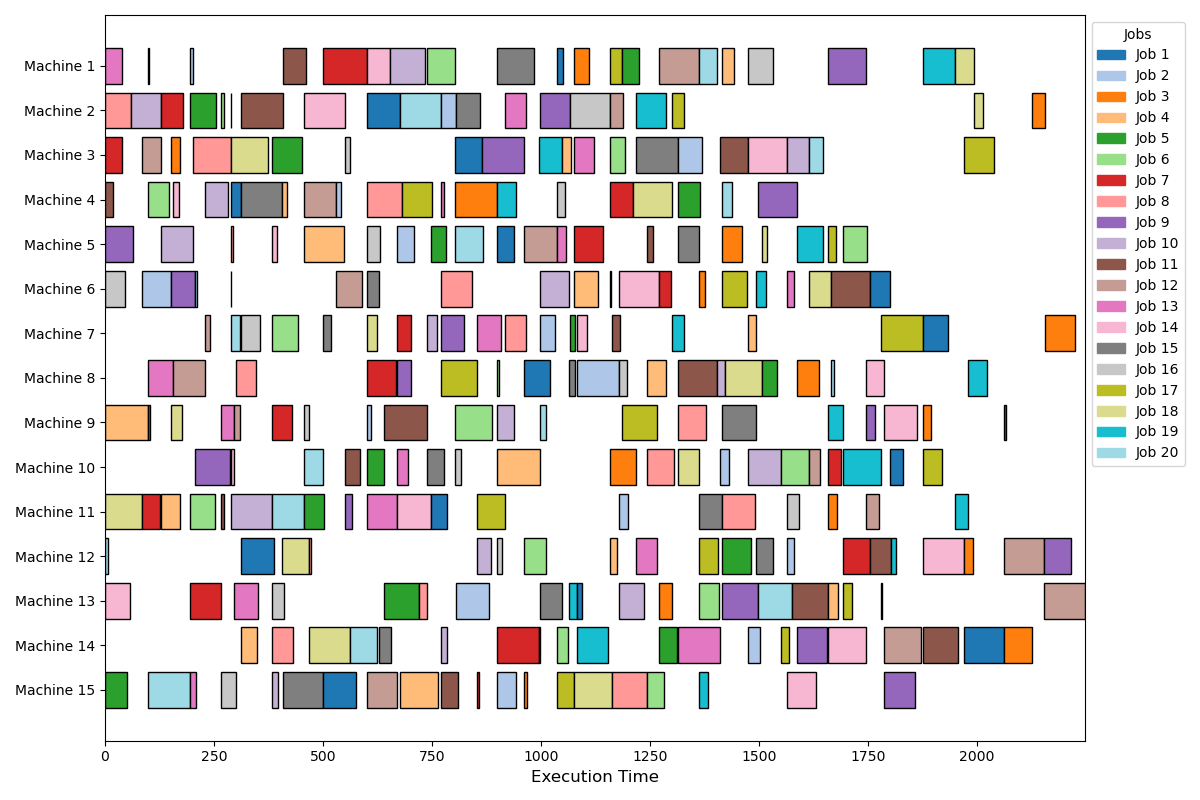 Machine 1
Machine 2
Machine 3
Machine 4
Machine 5
Machine 6
Machine 7
Machine 8
Machine 9
Machine 10
Machine 11
Machine 12
Machine 13
Machine 14
Machine 15
0 250 500 750 1000 1250 1500 1750 2000
Execution Time
Jobs
Job 1
Job 2
Job 3
Job 4
Job 5
Job 6
Job 7
Job 8
Job 9
Job 10
Job 11
Job 12
Job 13
Job 14
Job 15
Job 16
Job 17
Job 18
Job 19
Job 20